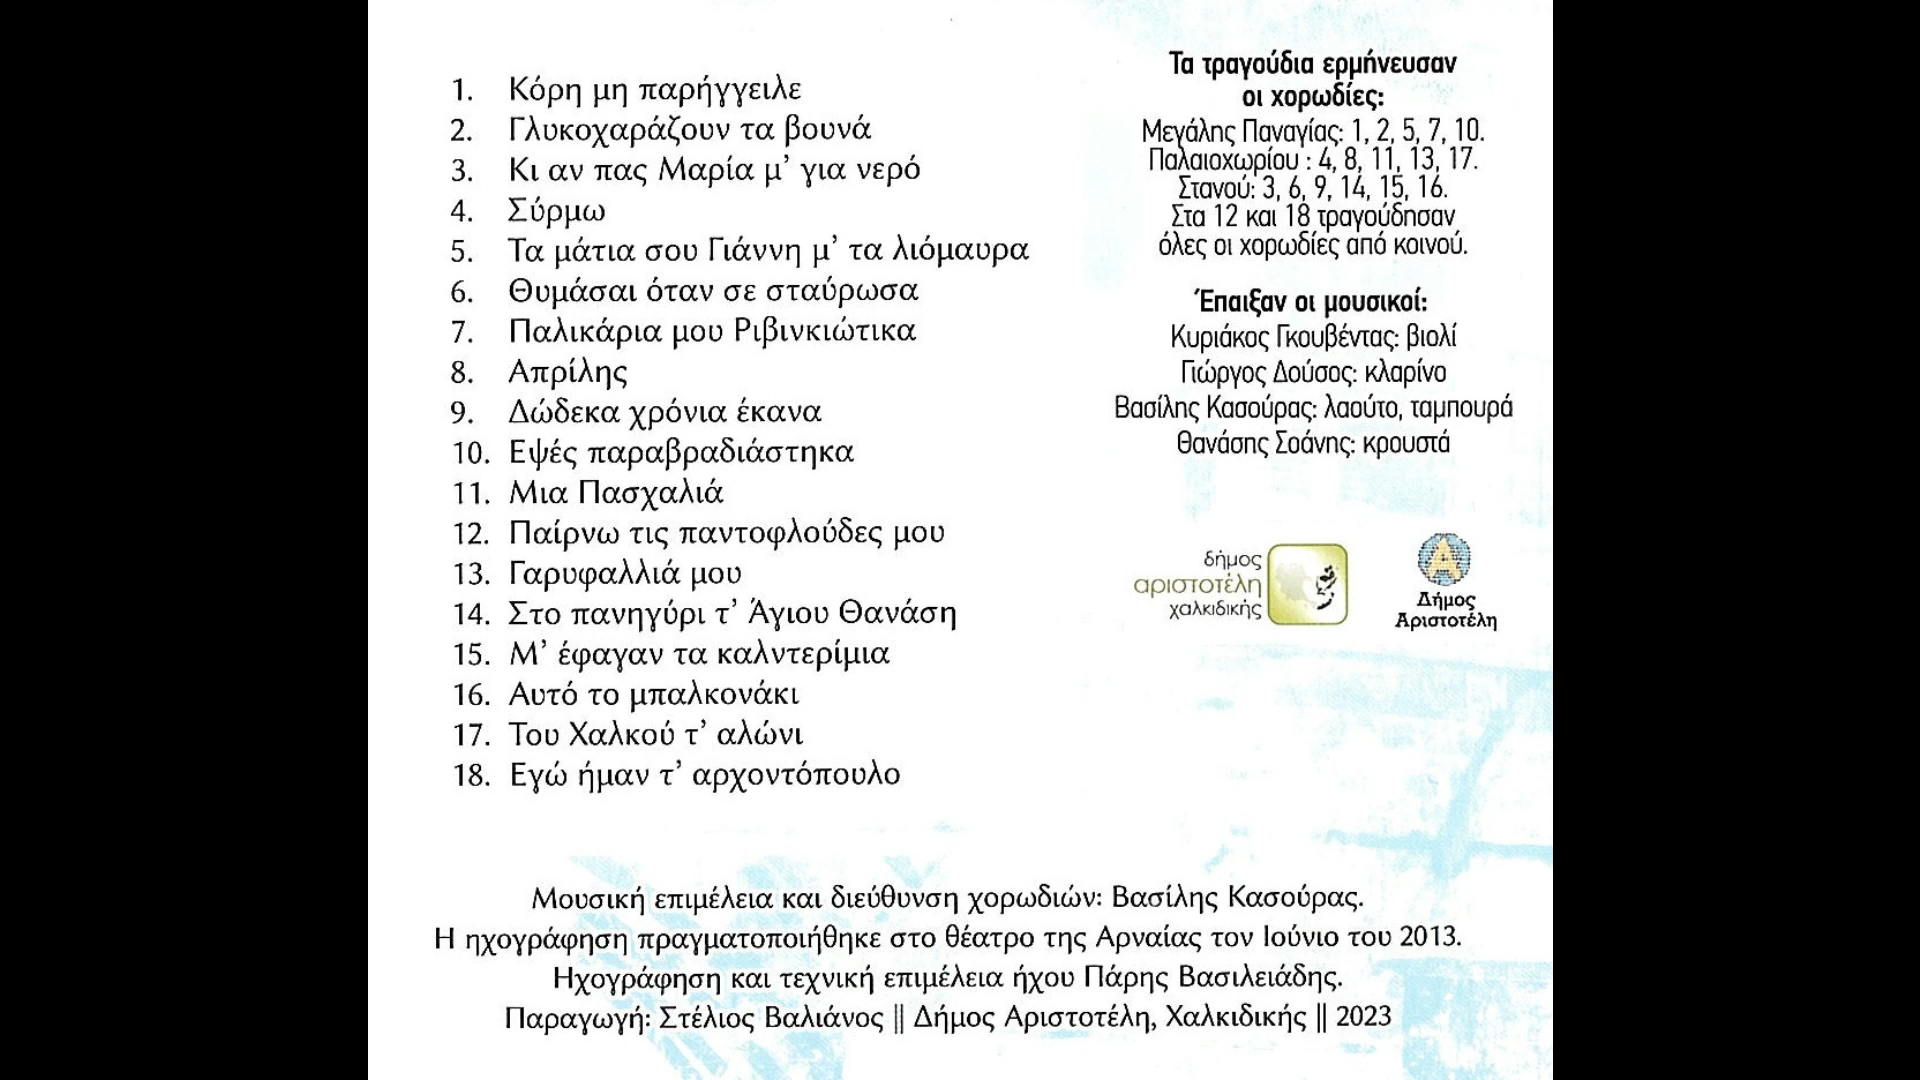 1. Κόρη μη παρήγγειλε
2. Γλυκοχαράζουν τα βουνά
3. Κι αν πας Μαρία μ’ για νερό
4. Σύρμω
5. Τα μάτια σου Γιάννη μ’ τα λιόμαυρα
6. Θυμάσαι όταν σε σταύρωσα
7. Παλικάρια μου Ριβινκιώτικα
8. Απρίλης
9. Δώδεκα χρόνια έκανα
10. Εψές παραβραδιάστηκα
11. Μια Πασχαλιά
12. Παίρνω τις παντοφλούδες μου
13. Γαρυφαλλιά μου
14. Στο πανηγύρι τ’ Άγιου Θανάση
15. Μ’ έφαγαν τα καλντερίμια
16. Αυτό το μπαλκονάκι
17. Του Χαλκού τ’ αλώνι
18. Εγώ ήμαν τ’ αρχοντόπουλο
Τα τραγούδια ερμήνευσαν
οι χορωδίες:
Μεγάλης Παναγίας: 1, 2, 5, 7, 10.
Παλαιοχωρίου : 4, 8, 11, 13, 17.
Στανού: 3, 6, 9, 14, 15, 16.
Στα 12 και 18 τραγούδησαν
όλες οι χορωδίες από κοινού.
Έπαιξαν οι μουσικοί:
Κυριάκος Γκουβέντας: βιολί
Γιώργος Δούσος: κλαρίνο
Βασίλης Κασούρας: λαούτο, ταμπουρά
Θανάσης Σοάνης: κρουστά
δήμος
αριστοτέλη
χαλκιδικής
Α
Δήμος
Αριστοτέλη
Μουσική επιμέλεια και διεύθυνση χορωδιών: Βασίλης Κασούρας.
Η ηχογράφηση πραγματοποιήθηκε στο θέατρο της Αρναίας τον Ιούνιο του 2013.
Ηχογράφηση και τεχνική επιμέλεια ήχου Πάρης Βασιλειάδης.
Παραγωγή: Στέλιος Βαλιάνος || Δήμος Αριστοτέλη, Χαλκιδικής || 2023